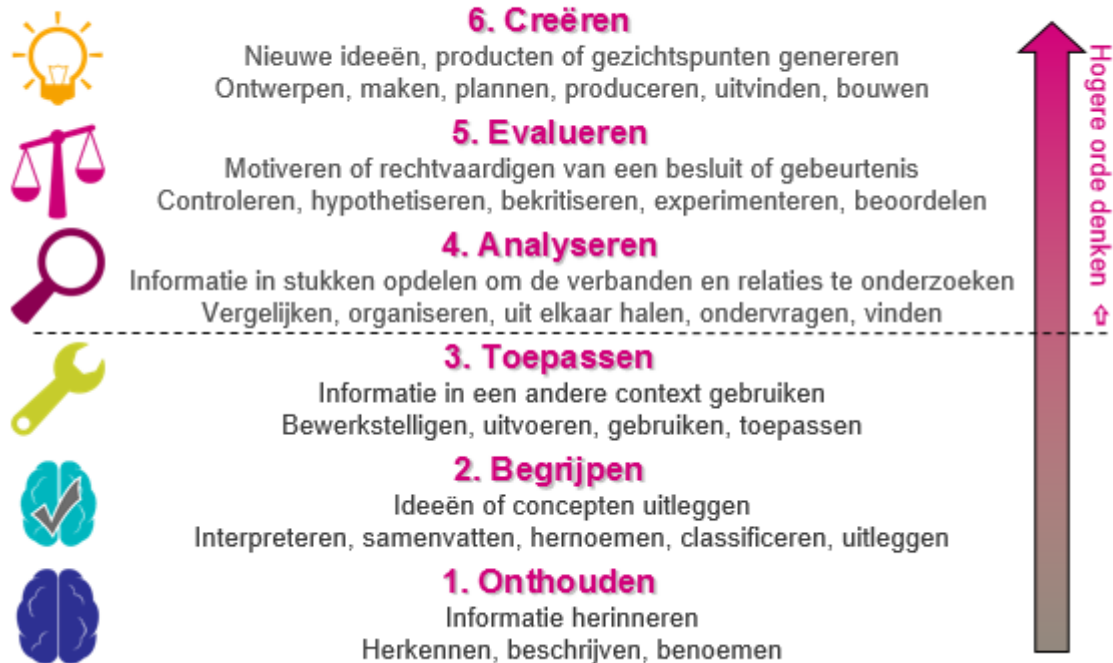 6. Creëren
Nieuwe ideeën, producten of gezichtspunten genereren
Ontwerpen, maken, plannen, produceren, uitvinden, bouwen
5. Evalueren
Motiveren of rechtvaardigen van een besluit of gebeurtenis
Controleren, hypothetiseren, bekritiseren, experimenteren, beoordelen
4. Analyseren
Informatie in stukken opdelen om de verbanden en relaties te onderzoeken
Vergelijken, organiseren, uit elkaar halen, ondervragen, vinden
3. Toepassen
Informatie in een andere context gebruiken
Bewerkstelligen, uitvoeren, gebruiken, toepassen
2. Begrijpen
Ideeën of concepten uitleggen
Interpreteren, samenvatten, hernoemen, classificeren, uitleggen
1. Onthouden
Informatie herinneren
Herkennen, beschrijven, benoemen
Hogere orde denken